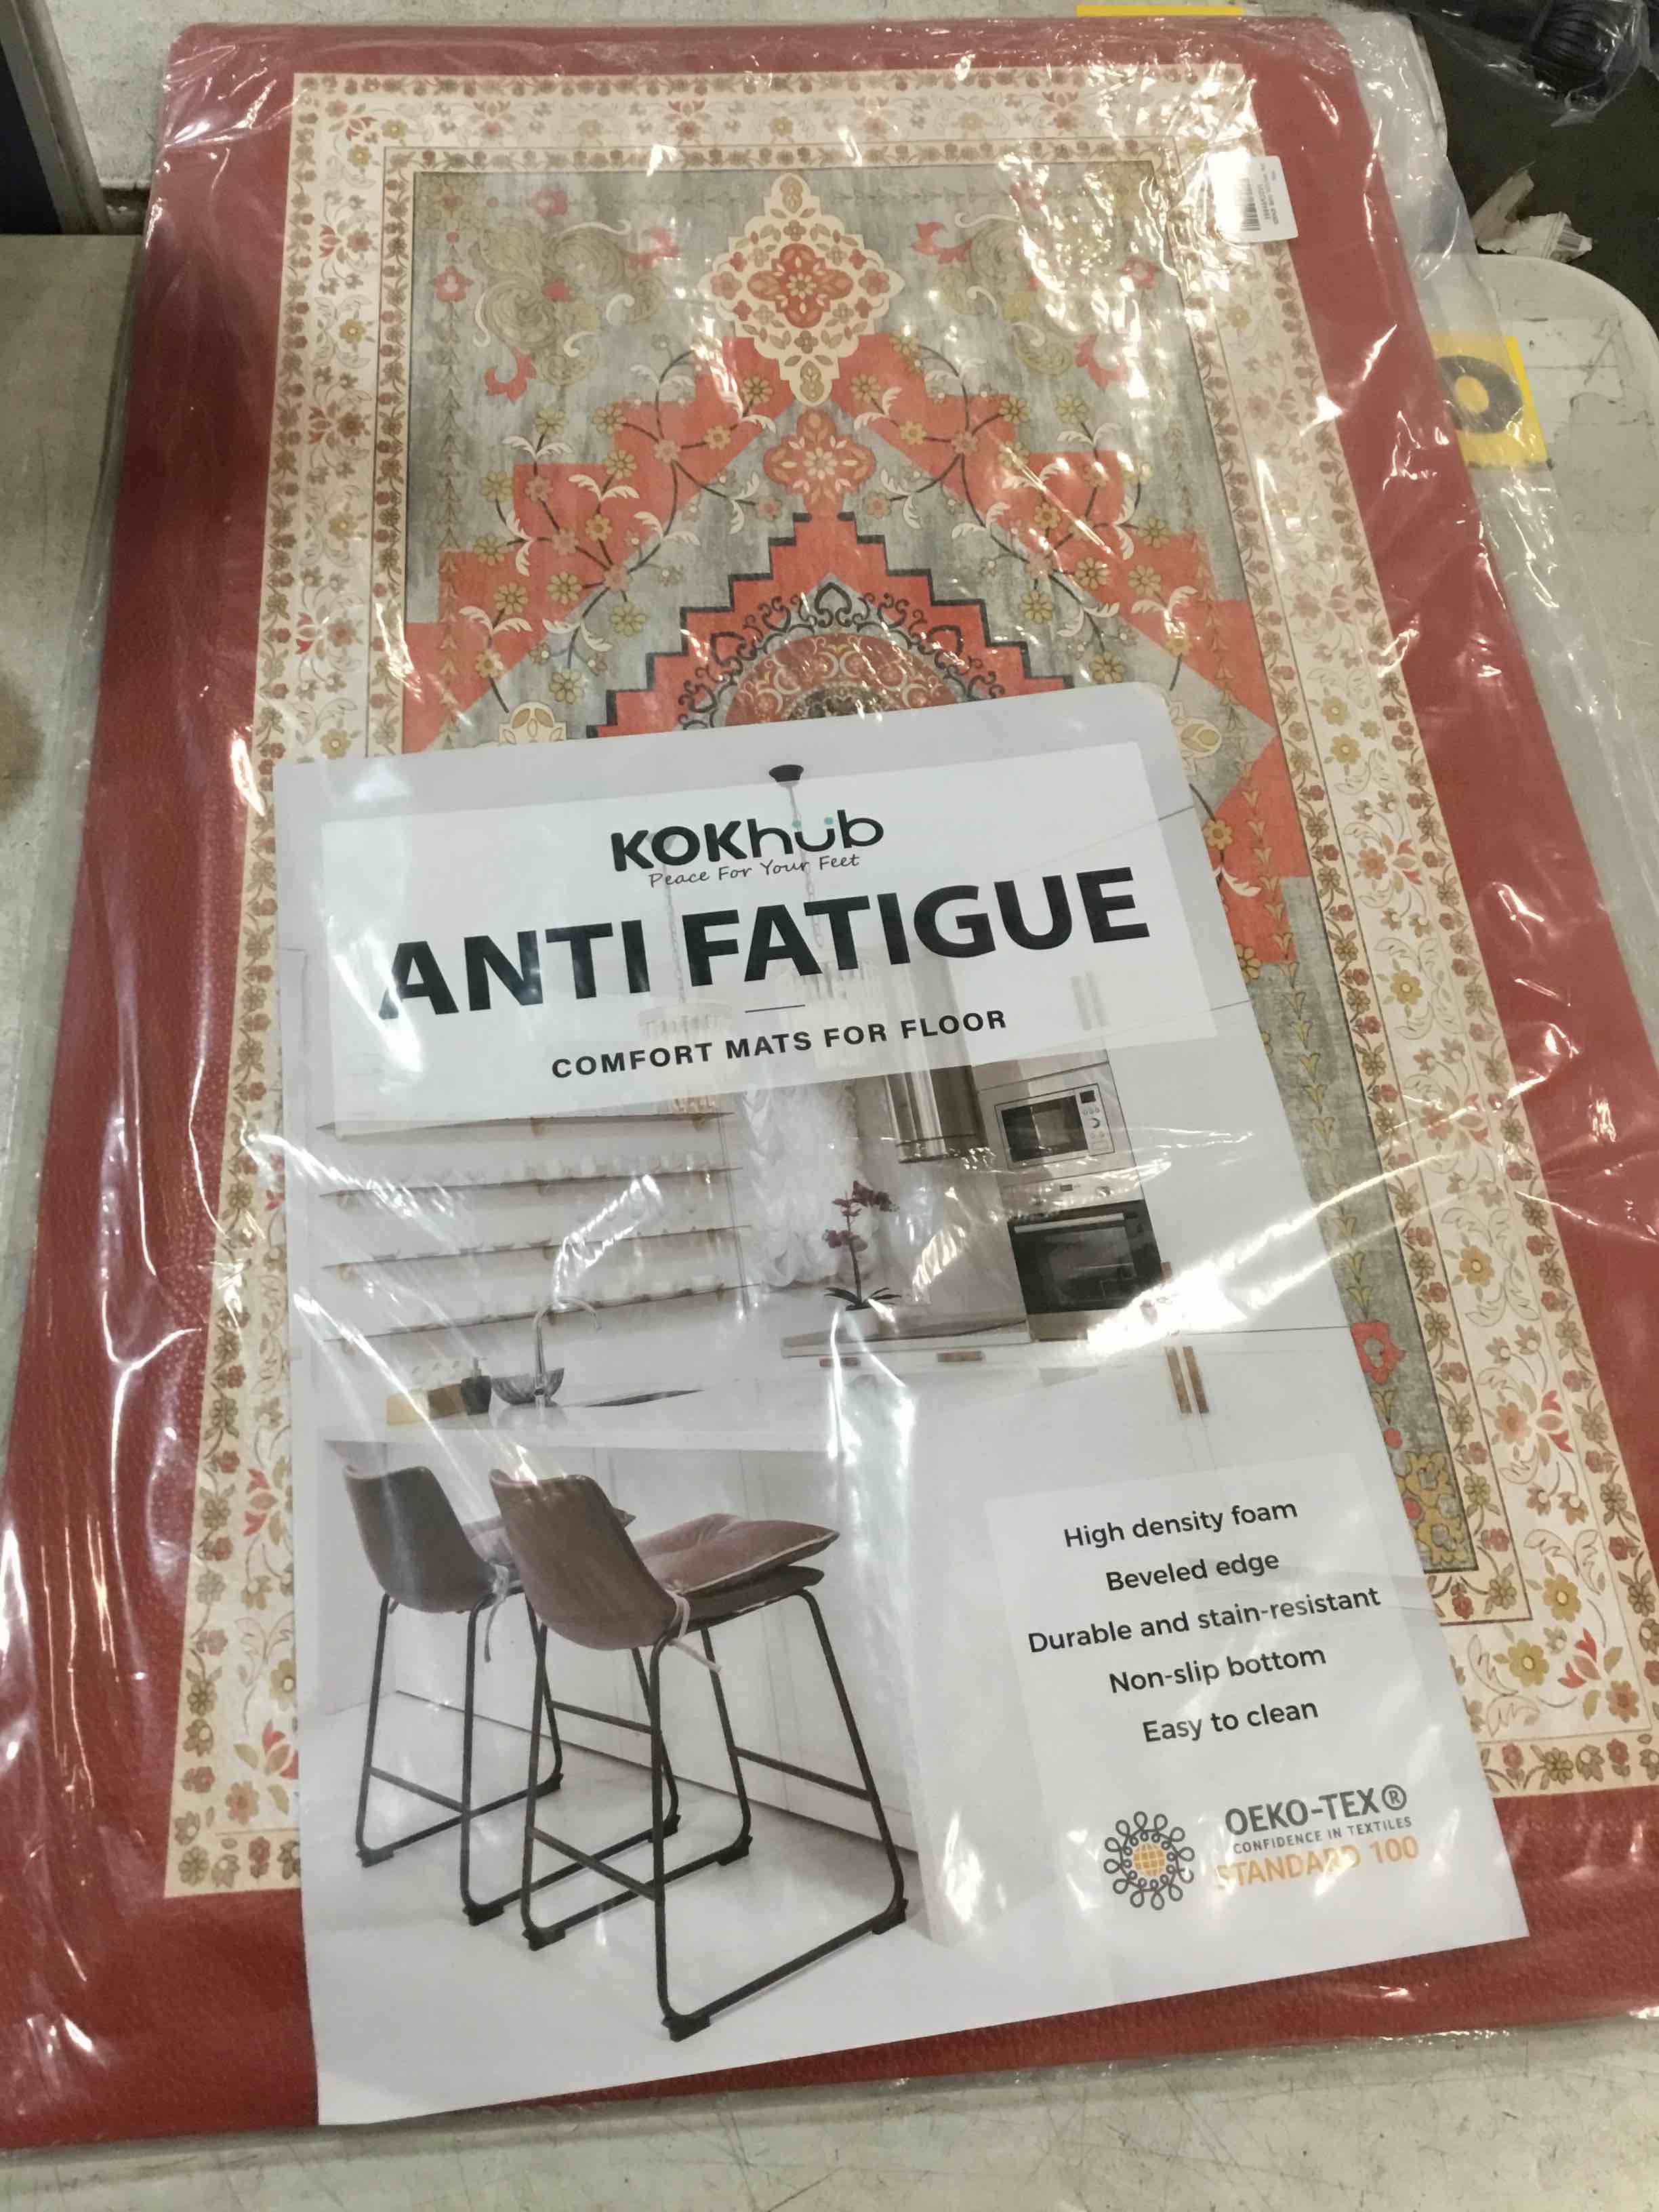 KOKhüb
Peace For Your Feet
ANTI FATIGUE
COMFORT MATS FOR FLOOR
High density foam
Beveled edge
Durable and stain-resistant
Non-slip bottom
Easy to clean
OEKO-TEX®
CONFIDENCE IN TEXTILES
STANDARD 100